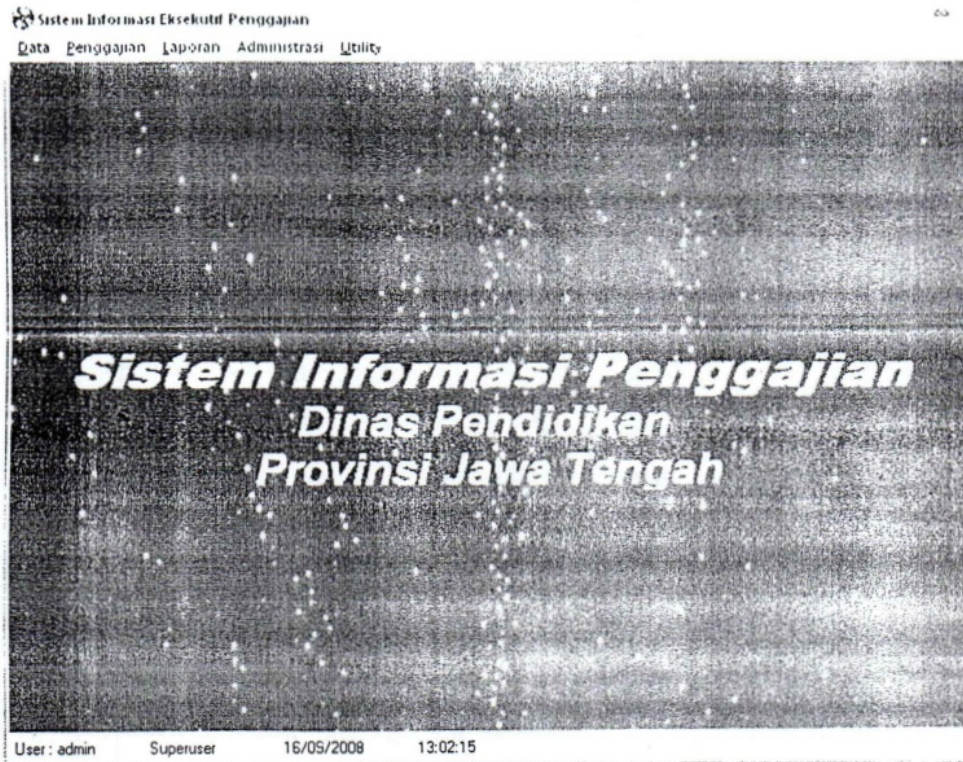 Sistem Informasi Eksekutif Penggajian
Data Penggajian Laporan Administrasi Utility
Sistem Informasi Penggajian
Dinas Pendidikan
Provinsi Jawa Tengah
User : admin Superuser 16/05/2008 13:02:15